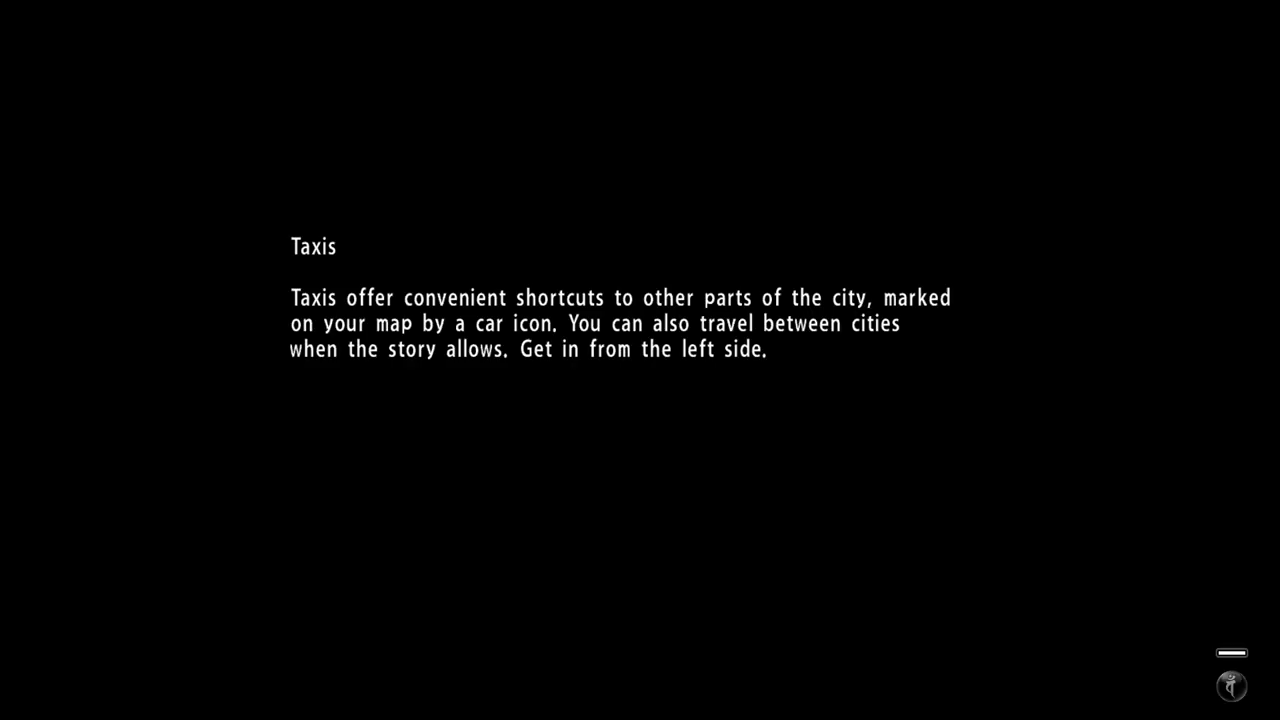 Taxis
Taxis offer convenient shortcuts to other parts of the city, marked
on your map by a car icon. You can also travel between cities
when the story allows. Get in from the left side.